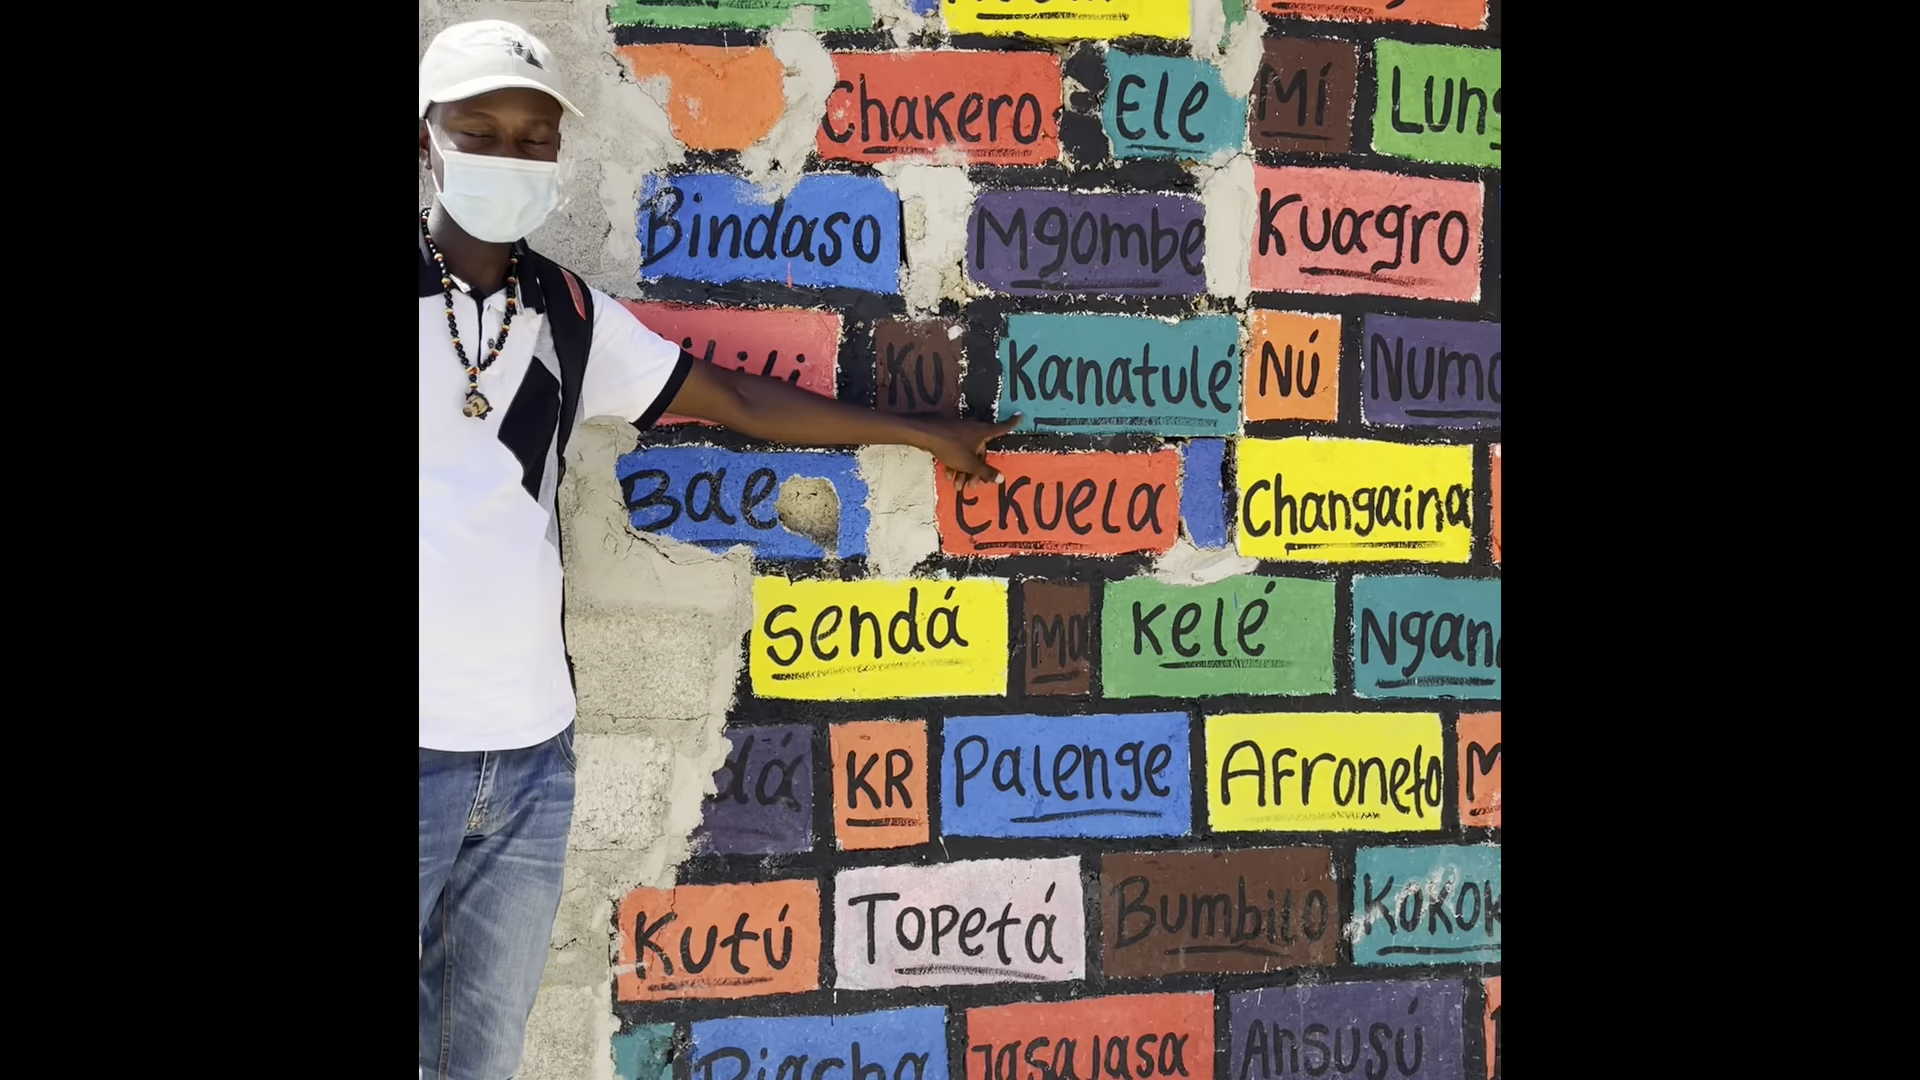 Chakero Ele Mí
Bindaso Mgombe Kuagro
Ku Kanatulé Nú
Bae Ekuela Changaina
Sendá Ma Kelé
KR Palenge Afroneto
Kutú Topetá Bumbilo
Jasajasa Ansusú